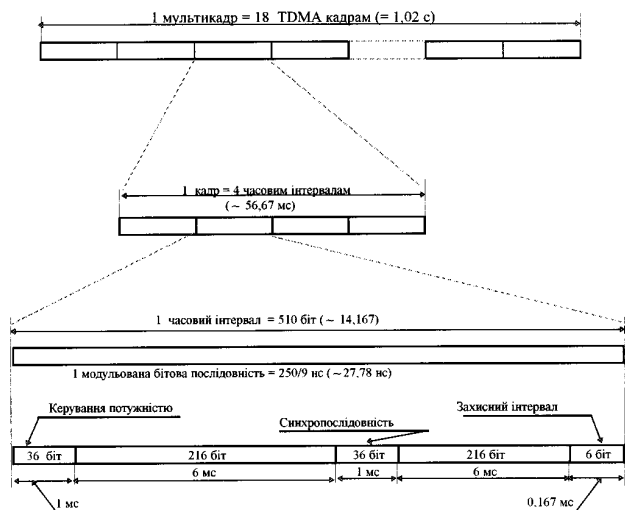 1 мультикадр = 18 TDMA кадрам (= 1,02 с)
1 кадр = 4 часовим інтервалам
(~ 56,67 мс)
1 часовий інтервал = 510 біт (~ 14,167)
1 модульована бітова послідовність = 250/9 нс (~27,78 нс)
Керування потужністю
Синхропослідовність
Захисний інтервал
36 біт 216 біт 36 біт 216 біт 6 біт
6 мс 1 мс 6 мс
1 мс 0,167 мс